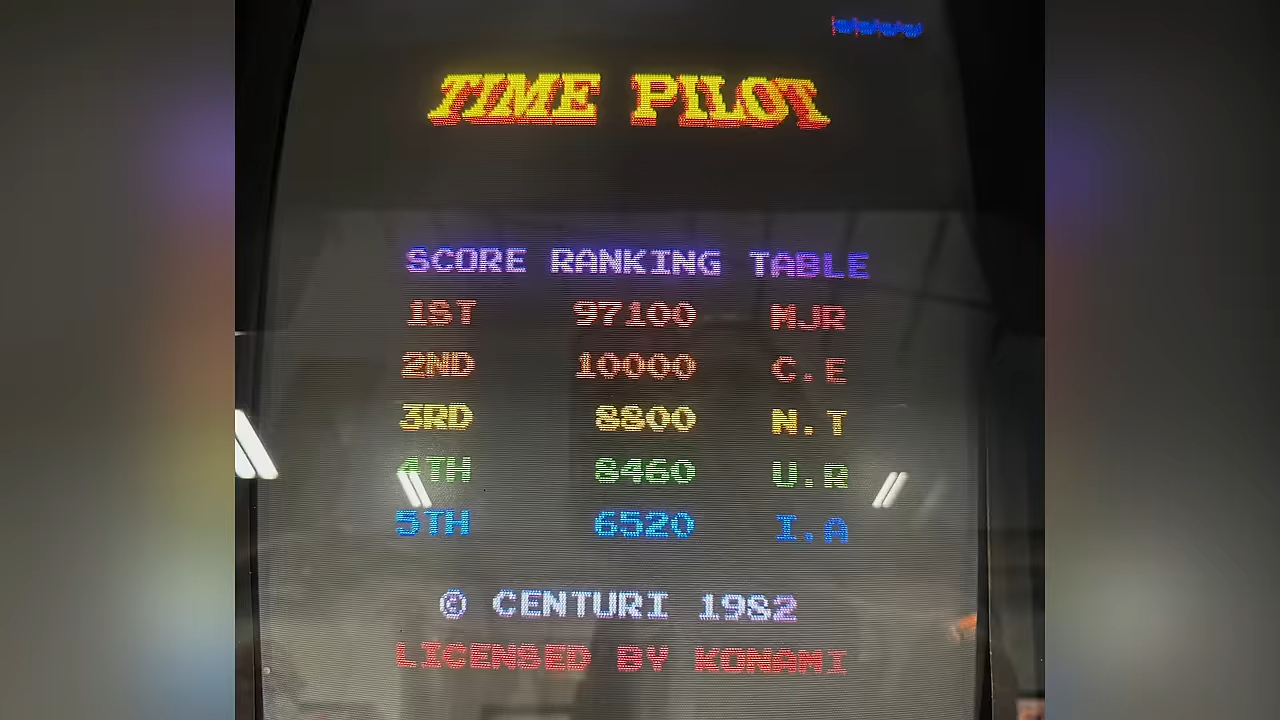 TIME PILOT
SCORE RANKING TABLE
1ST 97100 MJR
2ND 10000 C.E
3RD 8800 N.T
4TH 8460 U.R
5TH 6520 I.A
© CENTURI 1982
LICENSED BY KONAMI